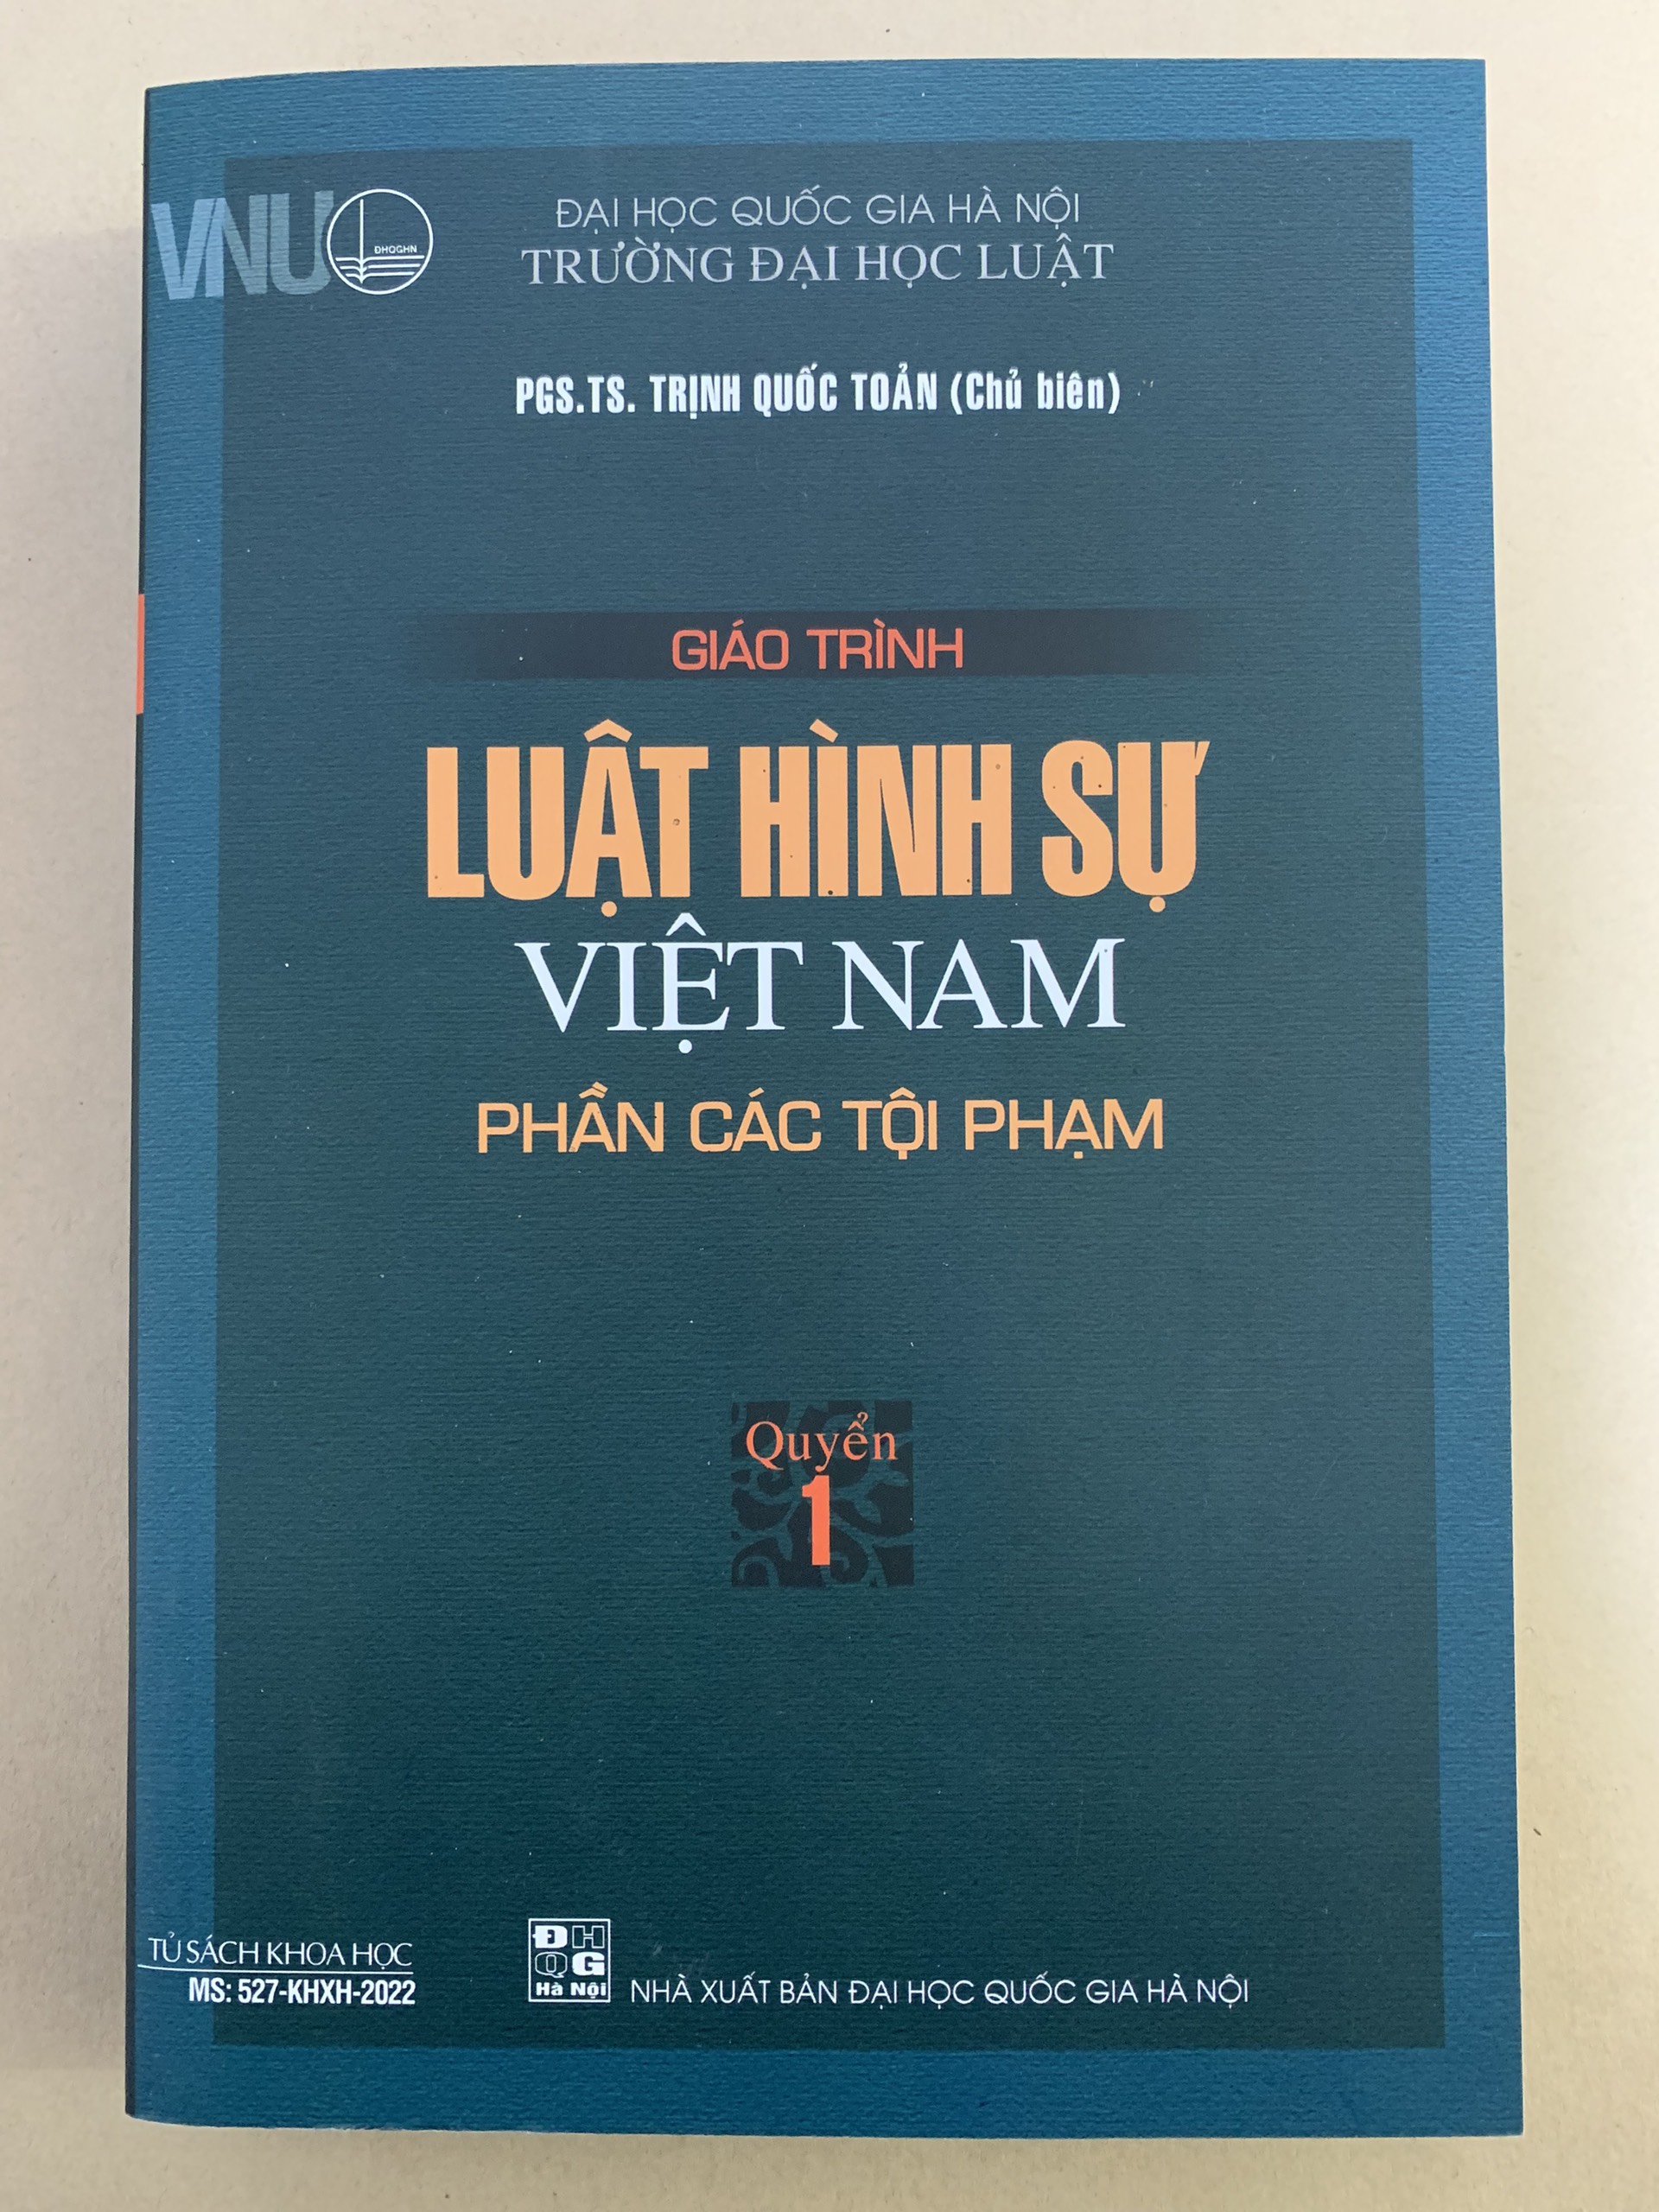 VNU
ĐHQGHN
ĐẠI HỌC QUỐC GIA HÀ NỘI
TRƯỜNG ĐẠI HỌC LUẬT
PGS.TS. TRỊNH QUỐC TOẢN (Chủ biên)
GIÁO TRÌNH
LUẬT HÌNH SỰ
VIỆT NAM
PHẦN CÁC TỘI PHẠM
Quyển
1
TỦ SÁCH KHOA HỌC
MS: 527-KHXH-2022
ĐH
QG
Hà Nội
NHÀ XUẤT BẢN ĐẠI HỌC QUỐC GIA HÀ NỘI